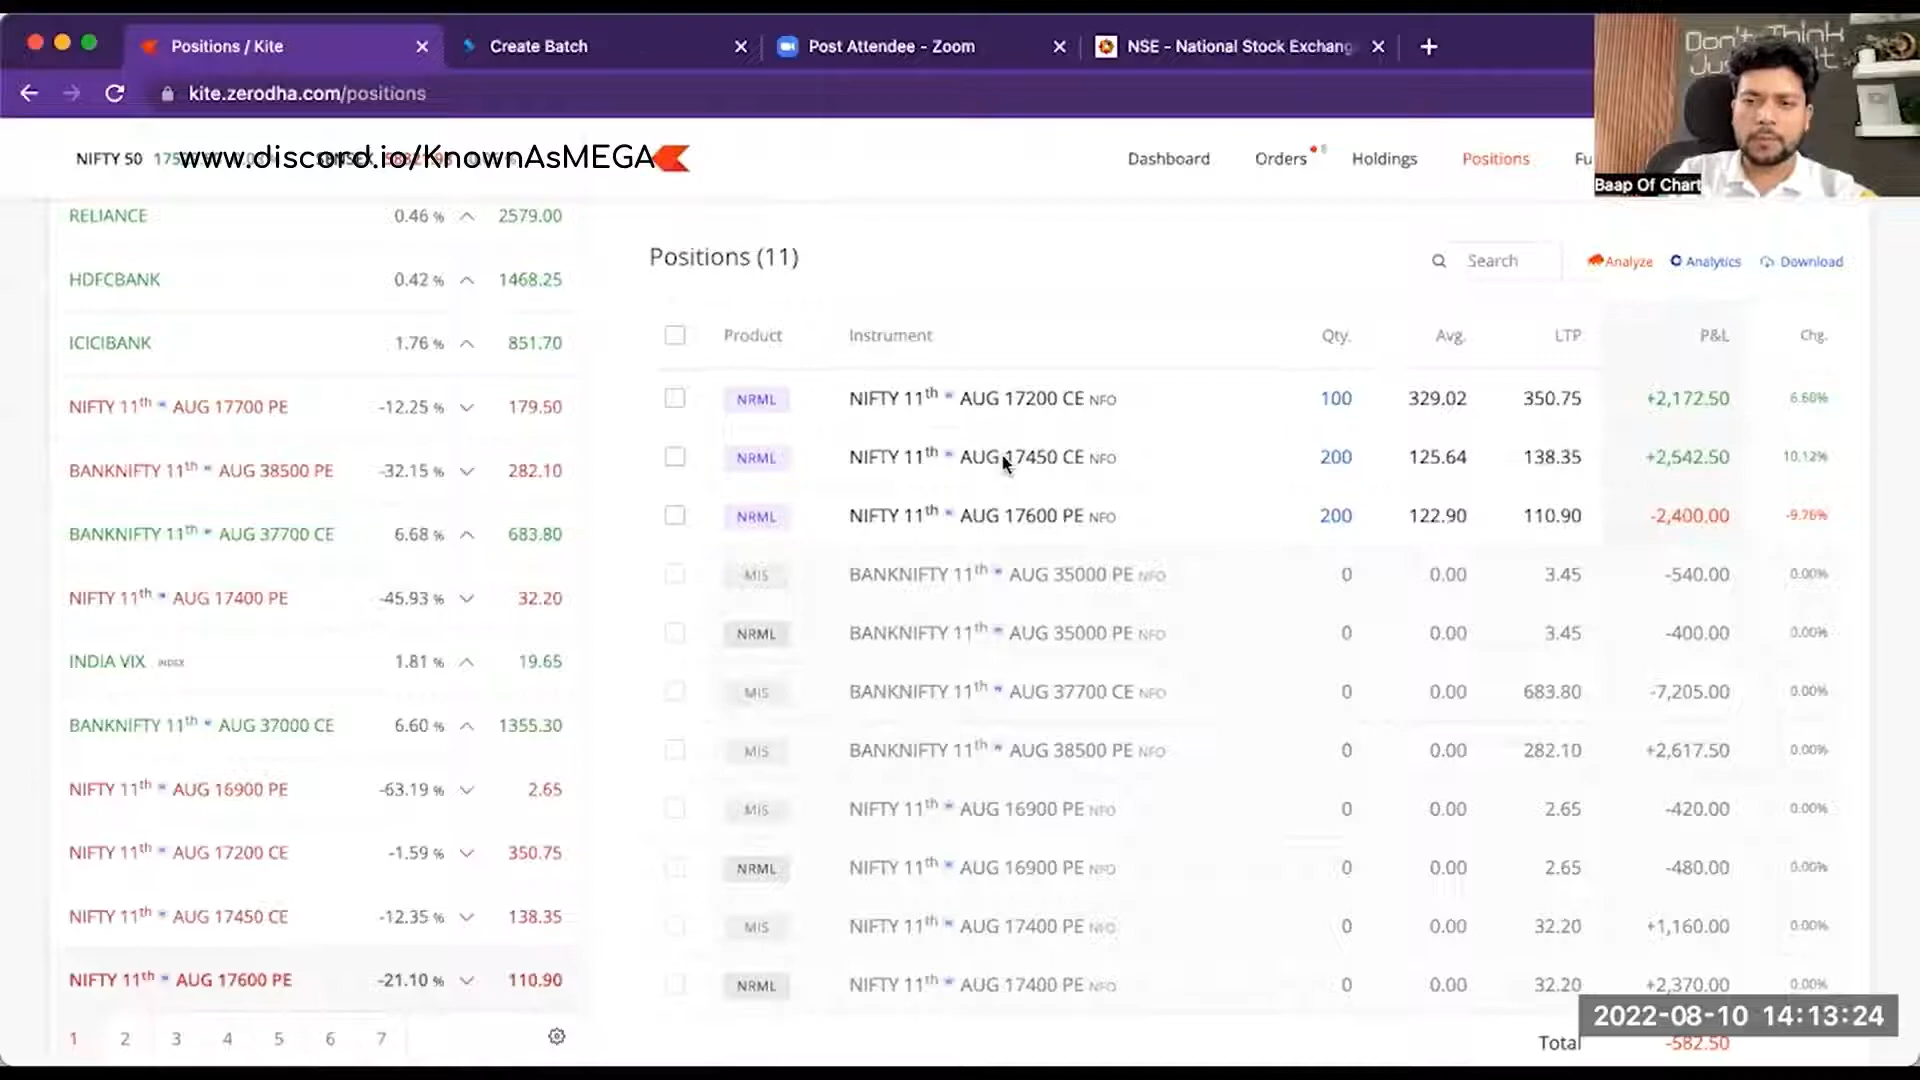 Positions / Kite
Create Batch
Post Attendee - Zoom
NSE - National Stock Exchang
kite.zerodha.com/positions
Don't Think
Baap Of Chart
NIFTY 50
www.discord.io/KnownAsMEGA
Dashboard Orders Holdings Positions Fu
RELIANCE 0.46 % 2579.00
HDFCBANK 0.42 % 1468.25
ICICIBANK 1.76 % 851.70
NIFTY 11th w AUG 17700 PE -12.25 % 179.50
BANKNIFTY 11th w AUG 38500 PE -32.15 % 282.10
BANKNIFTY 11th w AUG 37700 CE 6.68 % 683.80
NIFTY 11th w AUG 17400 PE -45.93 % 32.20
INDIA VIX INDEX 1.81 % 19.65
BANKNIFTY 11th w AUG 37000 CE 6.60 % 1355.30
NIFTY 11th w AUG 16900 PE -63.19 % 2.65
NIFTY 11th w AUG 17200 CE -1.59 % 350.75
NIFTY 11th w AUG 17450 CE -12.35 % 138.35
NIFTY 11th w AUG 17600 PE -21.10 % 110.90
1 2 3 4 5 6 7
Positions (11)
Search Analyze Analytics Download
Product Instrument Qty. Avg. LTP P&L Chg.
NRML NIFTY 11th w AUG 17200 CE NFO 100 329.02 350.75 +2,172.50 6.60%
NRML NIFTY 11th w AUG 17450 CE NFO 200 125.64 138.35 +2,542.50 10.12%
NRML NIFTY 11th w AUG 17600 PE NFO 200 122.90 110.90 -2,400.00 -9.76%
MIS BANKNIFTY 11th w AUG 35000 PE NFO 0 0.00 3.45 -540.00 0.00%
NRML BANKNIFTY 11th w AUG 35000 PE NFO 0 0.00 3.45 -400.00 0.00%
MIS BANKNIFTY 11th w AUG 37700 CE NFO 0 0.00 683.80 -7,205.00 0.00%
MIS BANKNIFTY 11th w AUG 38500 PE NFO 0 0.00 282.10 +2,617.50 0.00%
MIS NIFTY 11th w AUG 16900 PE NFO 0 0.00 2.65 -420.00 0.00%
NRML NIFTY 11th w AUG 16900 PE NFO 0 0.00 2.65 -480.00 0.00%
MIS NIFTY 11th w AUG 17400 PE NFO 0 0.00 32.20 +1,160.00 0.00%
NRML NIFTY 11th w AUG 17400 PE NFO 0 0.00 32.20 +2,370.00 0.00%
2022-08-10 14:13:24
Total -582.50